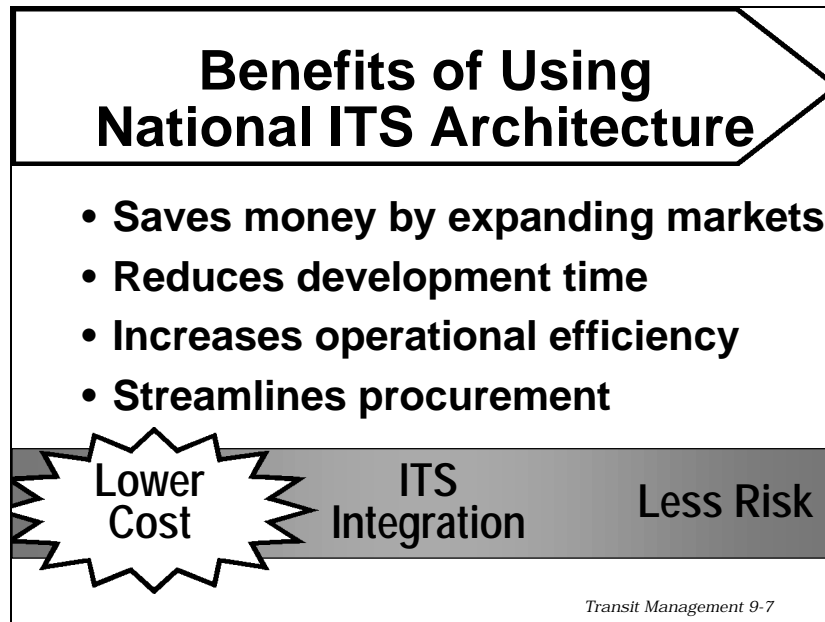 Benefits of Using
National ITS Architecture
• Saves money by expanding markets
• Reduces development time
• Increases operational efficiency
• Streamlines procurement
Lower
Cost
ITS
Integration
Less Risk
Transit Management 9-7